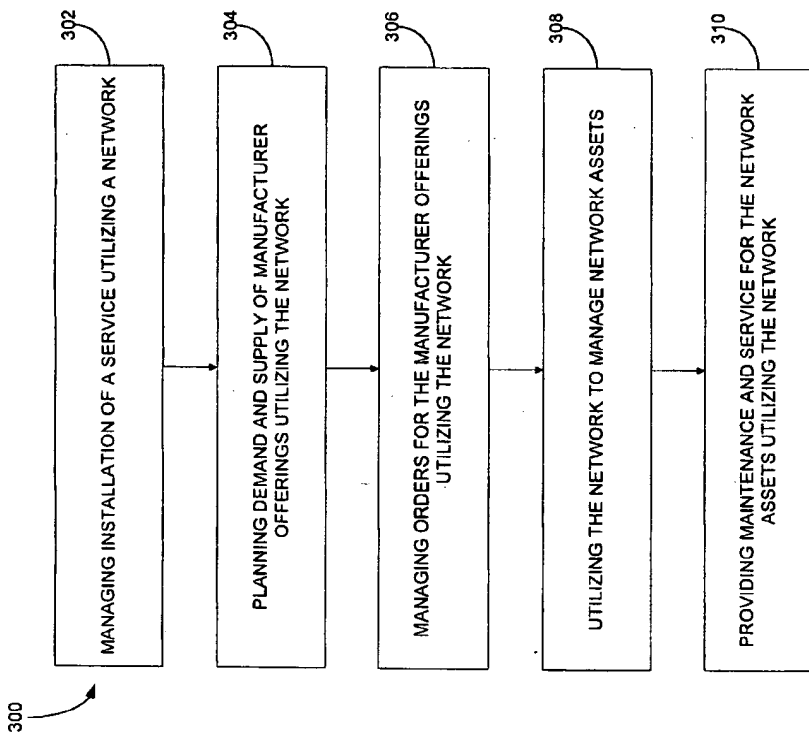 300
302
MANAGING INSTALLATION OF A SERVICE UTILIZING A NETWORK
304
PLANNING DEMAND AND SUPPLY OF MANUFACTURER
OFFERINGS UTILIZING THE NETWORK
306
MANAGING ORDERS FOR THE MANUFACTURER OFFERINGS
UTILIZING THE NETWORK
308
UTILIZING THE NETWORK TO MANAGE NETWORK ASSETS
310
PROVIDING MAINTENANCE AND SERVICE FOR THE NETWORK
ASSETS UTILIZING THE NETWORK